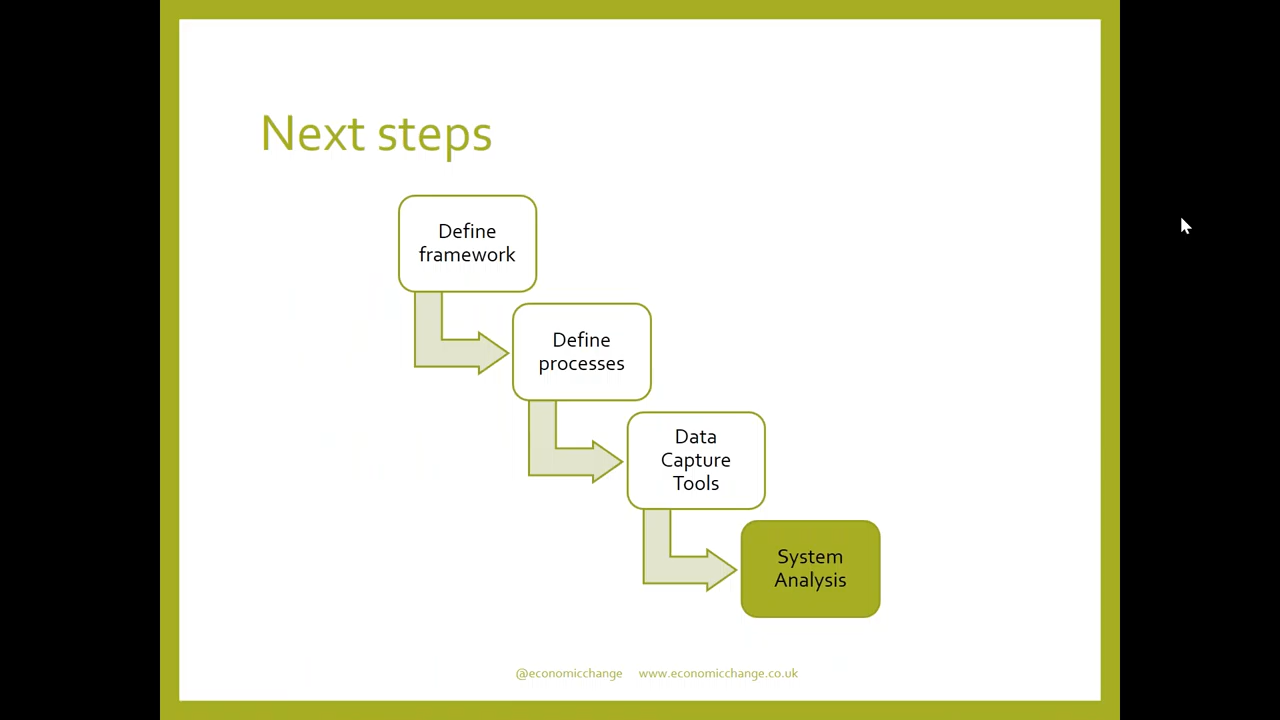 Next steps
Define
framework
Define
processes
Data
Capture
Tools
System
Analysis
@economicchange www.economicchange.co.uk